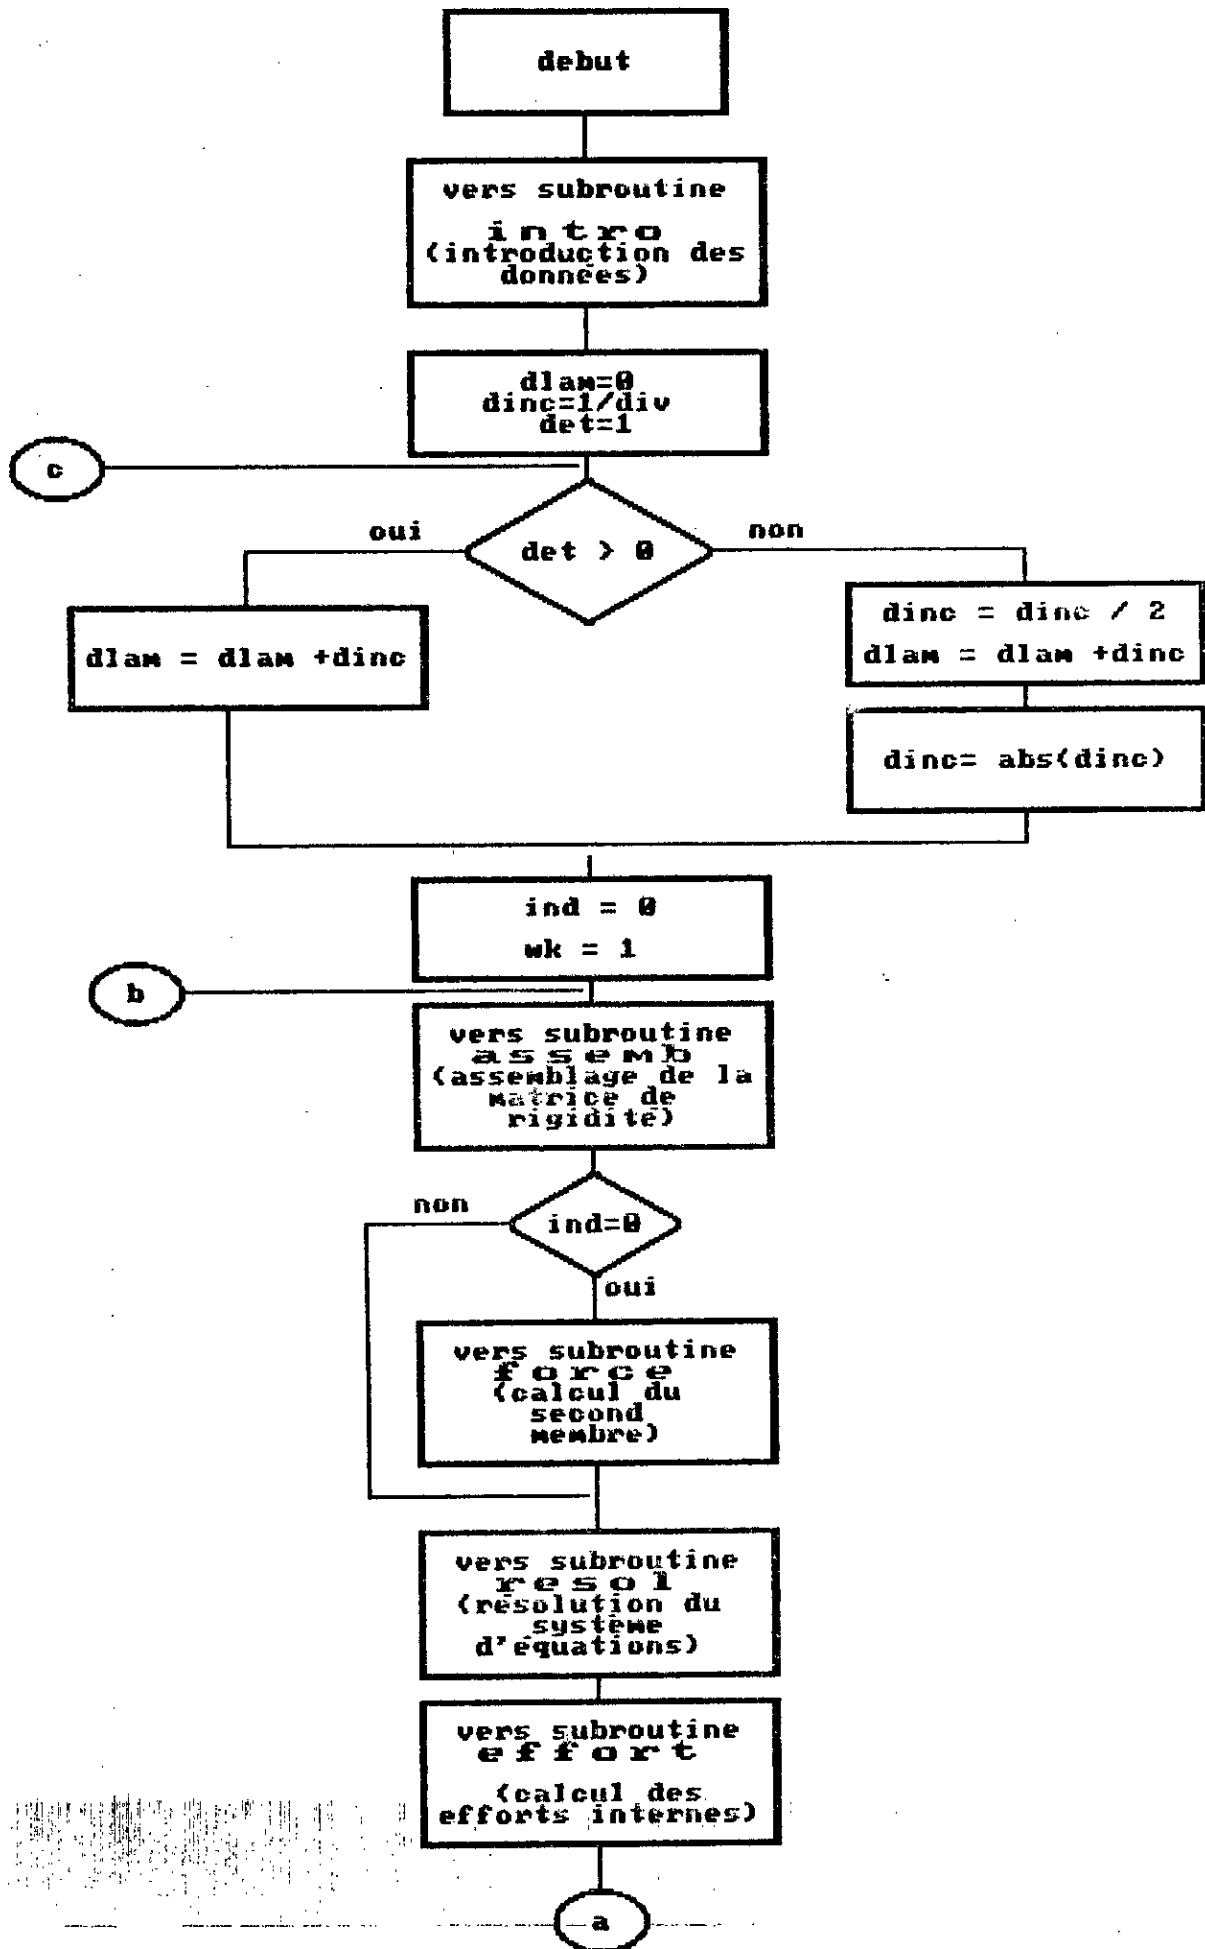 debut
vers subroutine
intro
(introduction des
données)
dlam=0
dinc=1/div
det=1
c
oui
det > 0
non
dlam = dlam +dinc
dinc = dinc / 2
dlam = dlam +dinc
dinc= abs(dinc)
ind = 0
wk = 1
b
vers subroutine
assemb
(assemblage de la
matrice de
rigidité)
non
ind=0
oui
vers subroutine
force
(calcul du
second
membre)
vers subroutine
resol
(résolution du
système
d'équations)
vers subroutine
effort
(calcul des
efforts internes)
a